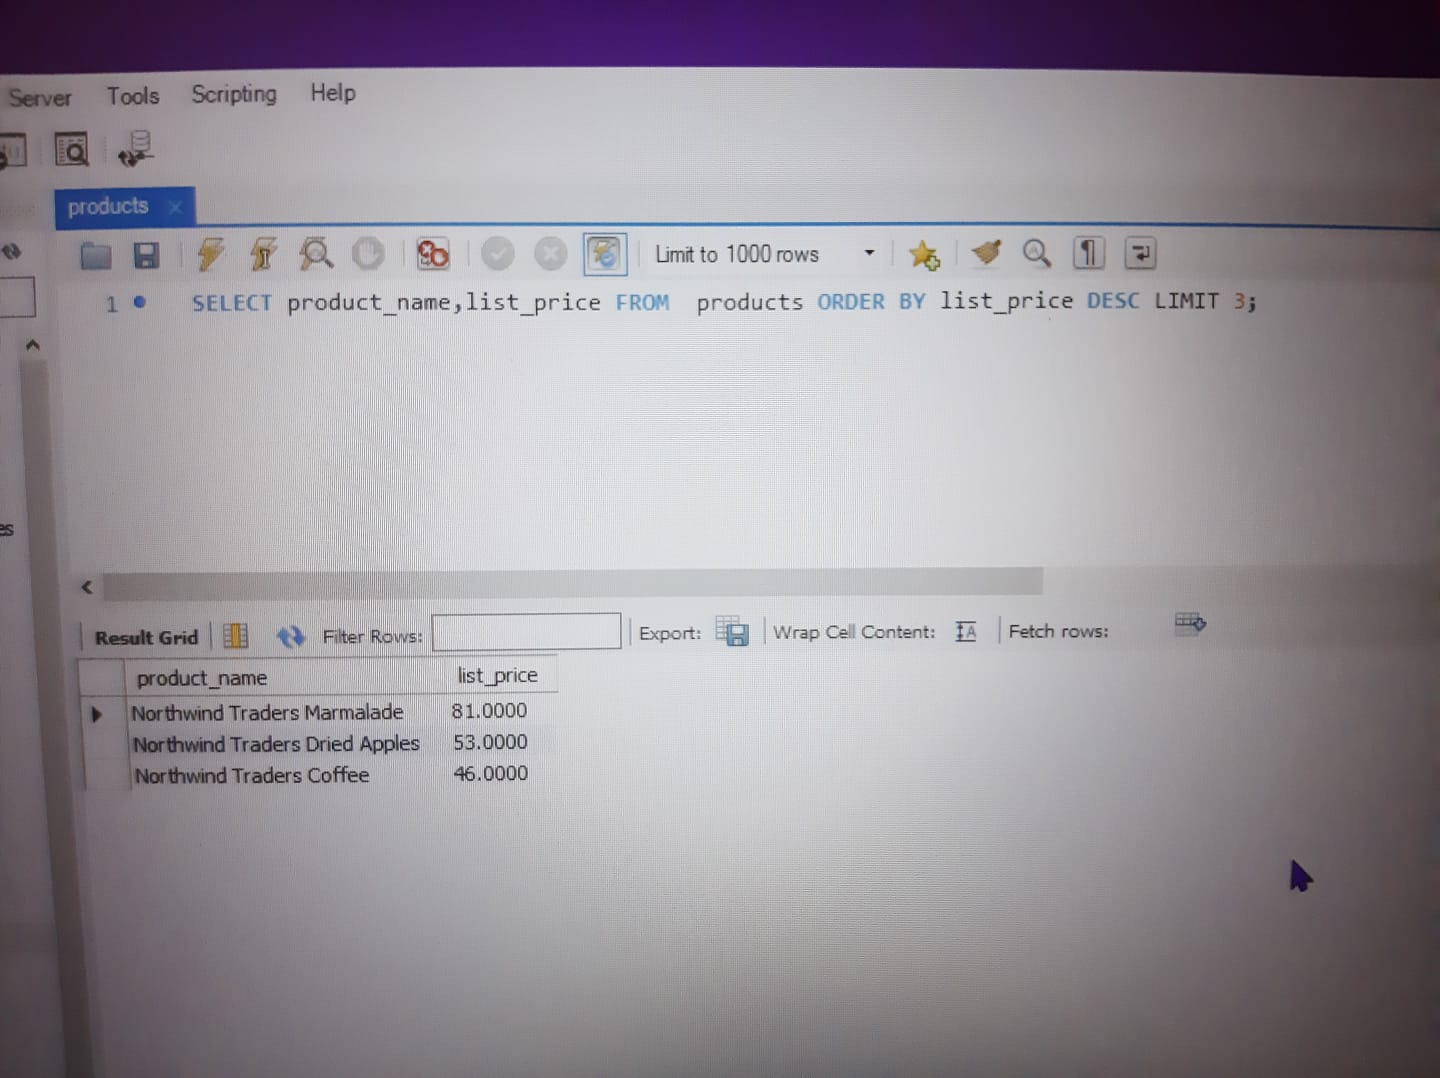 Server Tools Scripting Help
products
Limit to 1000 rows
1 SELECT product_name,list_price FROM  products ORDER BY list_price DESC LIMIT 3;
es
Result Grid Filter Rows: Export: Wrap Cell Content: Fetch rows:
product_name list_price
Northwind Traders Marmalade 81.0000
Northwind Traders Dried Apples 53.0000
Northwind Traders Coffee 46.0000